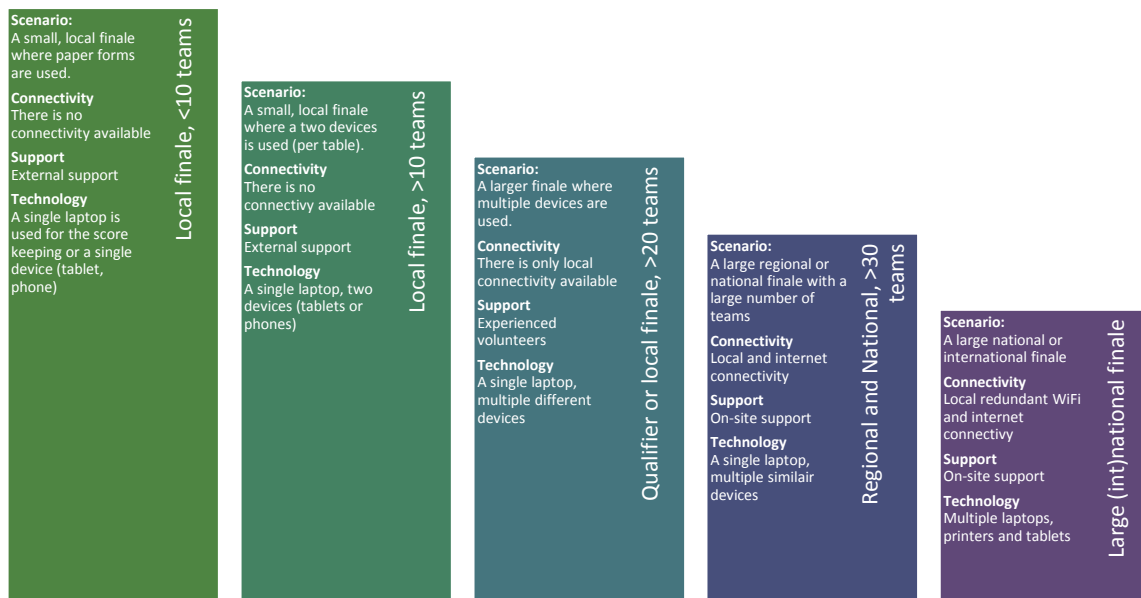 Scenario:
A small, local finale
where paper forms
are used.
Connectivity
There is no
connectivity available
Support
External support
Technology
A single laptop is
used for the score
keeping or a single
device (tablet,
phone)
Local finale, <10 teams
Scenario:
A small, local finale
where a two devices
is used (per table).
Connectivity
There is no
connectivy available
Support
External support
Technology
A single laptop, two
devices (tablets or
phones)
Local finale, >10 teams
Scenario:
A larger finale where
multiple devices are
used.
Connectivity
There is only local
connectivity available
Support
Experienced
volunteers
Technology
A single laptop,
multiple different
devices
Qualifier or local finale, >20 teams
Scenario:
A large regional or
national finale with a
large number of
teams
Connectivity
Local and internet
connectivity
Support
On-site support
Technology
A single laptop,
multiple similair
devices
Regional and National, >30
teams
Scenario:
A large national or
international finale
Connectivity
Local redundant WiFi
and internet
connectivy
Support
On-site support
Technology
Multiple laptops,
printers and tablets
Large (int)national finale